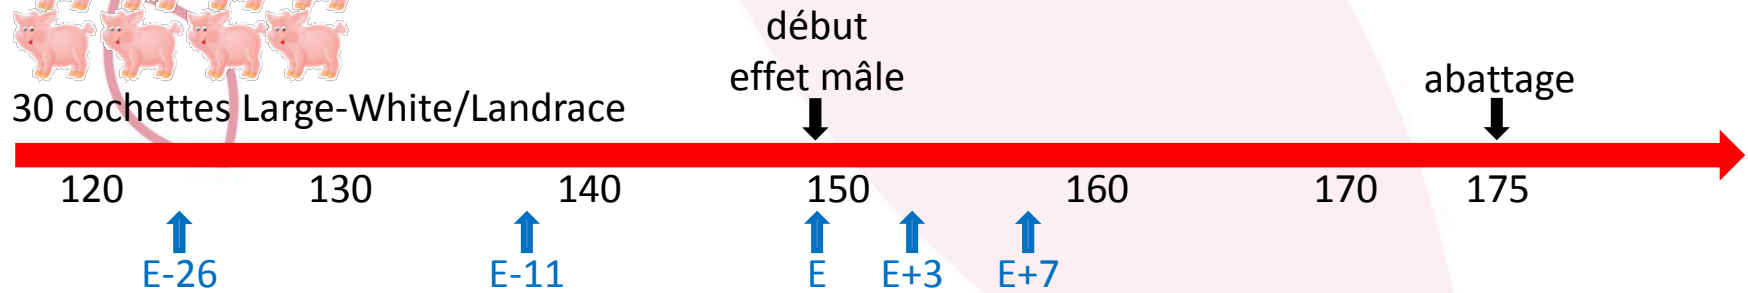 début
effet mâle
abattage
30 cochettes Large-White/Landrace
120 130 140 150 160 170 175
E-26 E-11 E E+3 E+7